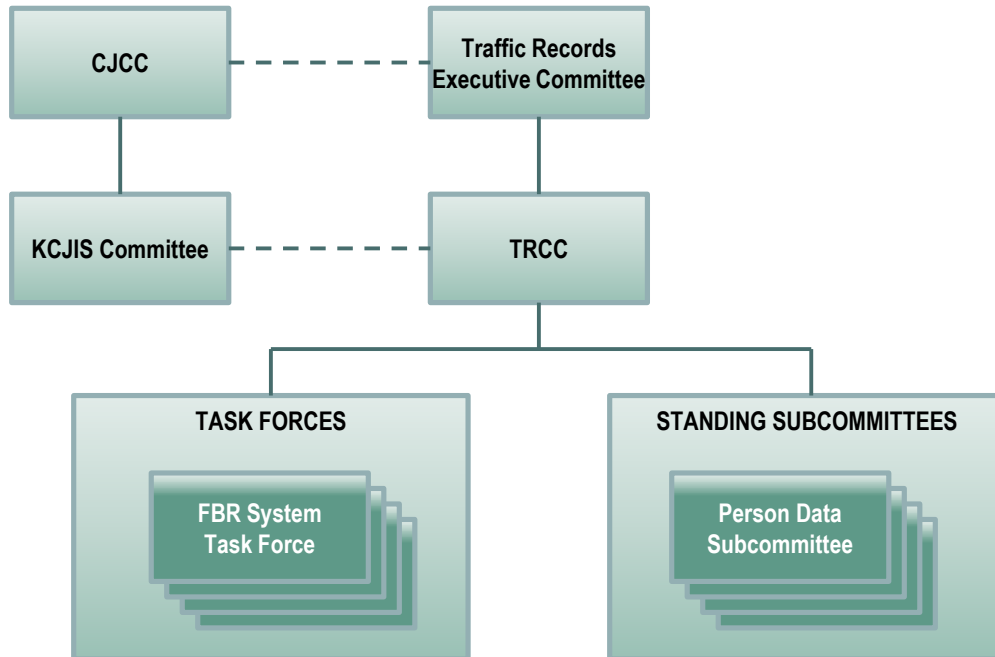 CJCC
Traffic Records
Executive Committee
KCJIS Committee
TRCC
TASK FORCES
FBR System
Task Force
STANDING SUBCOMMITTEES
Person Data
Subcommittee